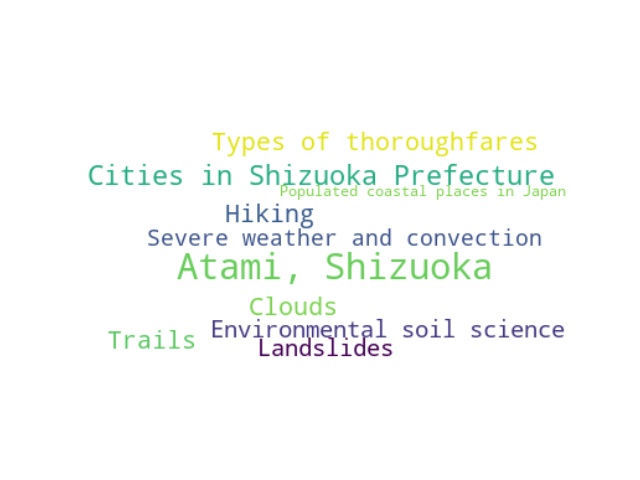 Types of thoroughfares
Cities in Shizuoka Prefecture
Populated coastal places in Japan
Hiking
Severe weather and convection
Atami, Shizuoka
Clouds
Environmental soil science
Trails
Landslides